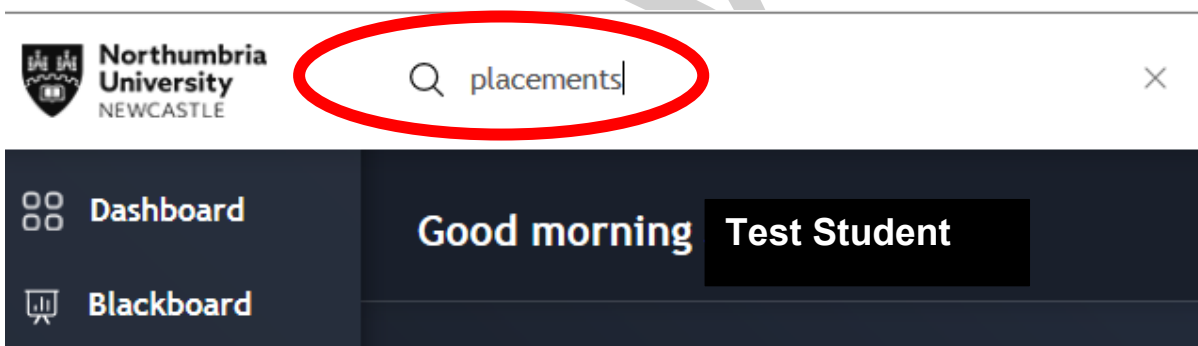 Northumbria
University
NEWCASTLE
placements
Dashboard
Good morning Test Student
Blackboard